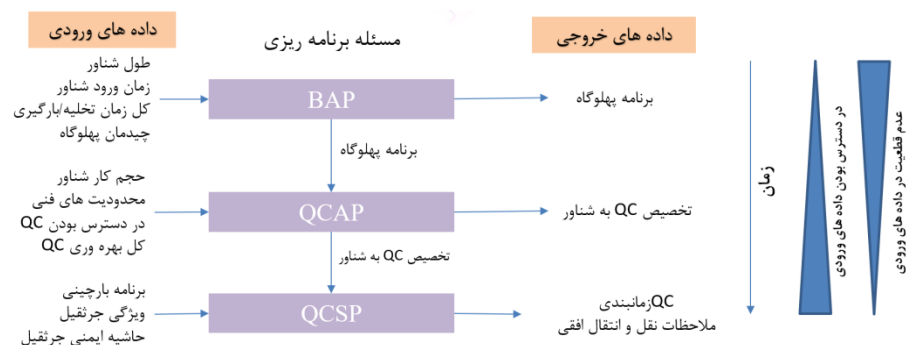 داده های ورودی
مسئله برنامه ریزی
داده های خروجی
طول شناور
زمان ورود شناور
کل زمان تخلیه/بارگیری
چیدمان پهلوگاه
BAP
برنامه پهلوگاه
برنامه پهلوگاه
حجم کار شناور
محدودیت های فنی
در دسترس بودن QC
کل بهره وری QC
QCAP
تخصیص QC به شناور
تخصیص QC به شناور
برنامه بارچینی
ویژگی جرثقیل
حاشیه ایمنی جرثقیل
QCSP
QCزمانبندی
ملاحظات نقل و انتقال افقی
زمان
در دسترس بودن داده های ورودی
عدم قطعیت در داده های ورودی